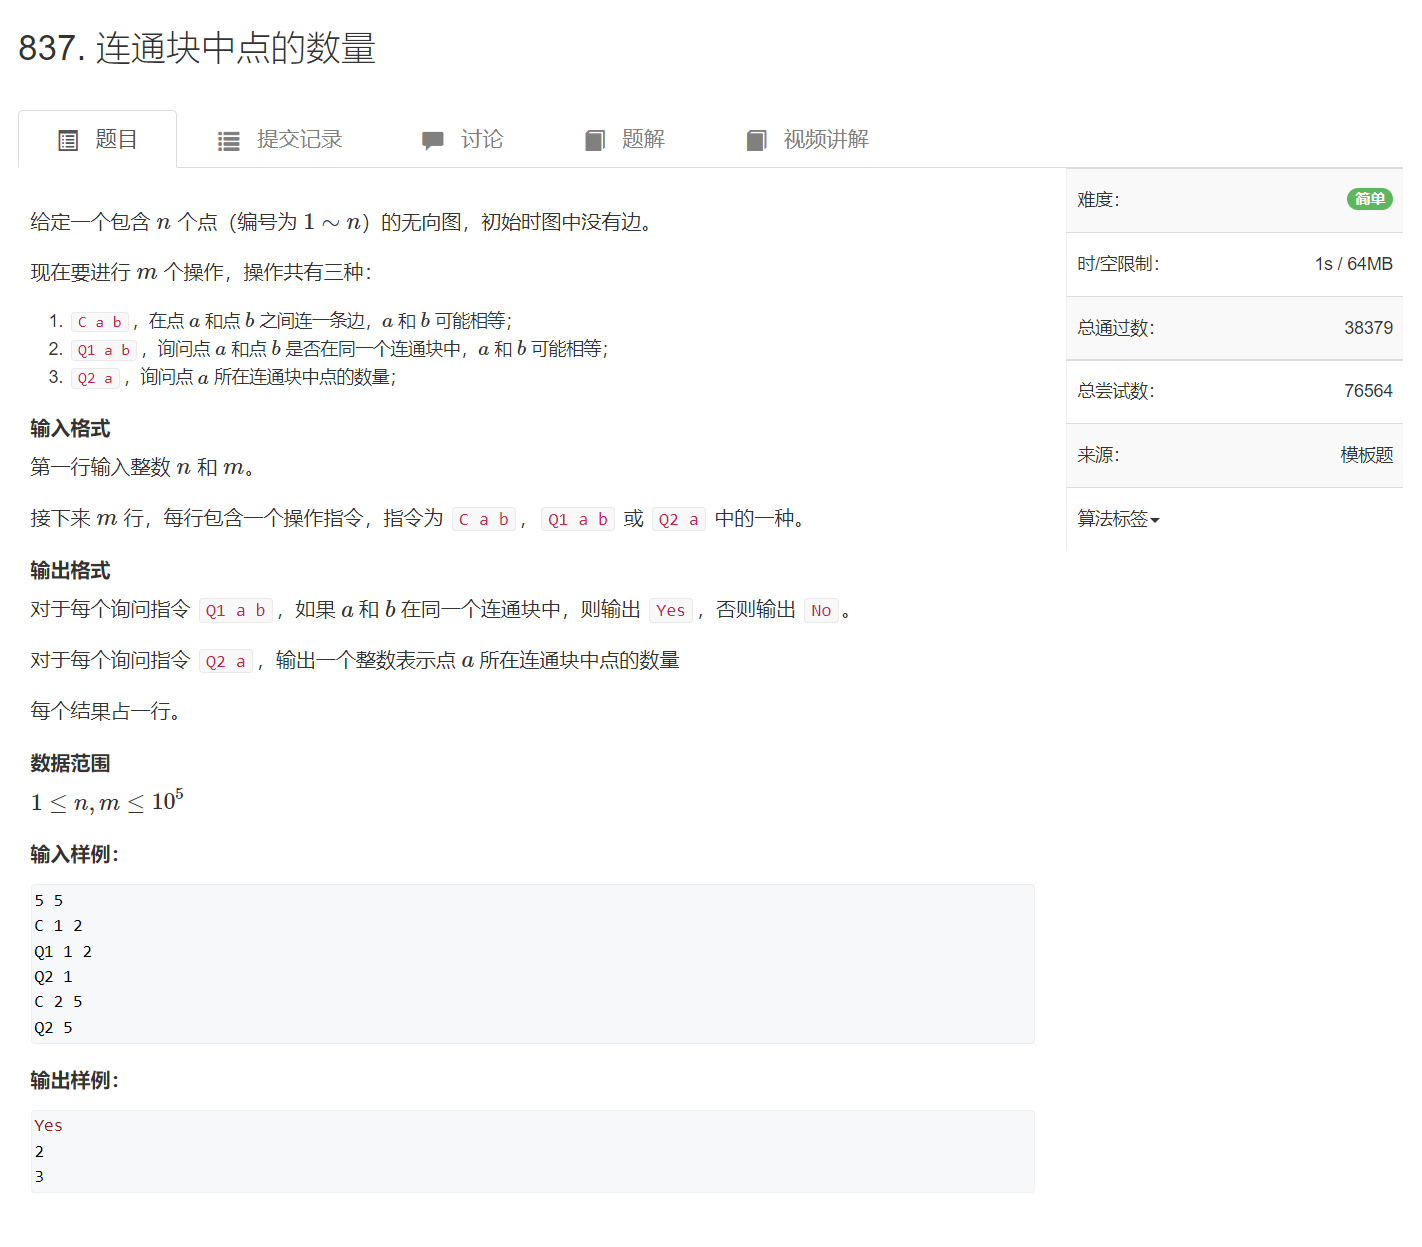 837. 连通块中点的数量
题目 提交记录 讨论 题解 视频讲解
给定一个包含 n 个点（编号为 1 ∼ n）的无向图，初始时图中没有边。
现在要进行 m 个操作，操作共有三种：
1. C a b ，在点 a 和点 b 之间连一条边，a 和 b 可能相等；
2. Q1 a b ，询问点 a 和点 b 是否在同一个连通块中，a 和 b 可能相等；
3. Q2 a ，询问点 a 所在连通块中点的数量；
输入格式
第一行输入整数 n 和 m。
接下来 m 行，每行包含一个操作指令，指令为 C a b ， Q1 a b 或 Q2 a 中的一种。
输出格式
对于每个询问指令 Q1 a b ，如果 a 和 b 在同一个连通块中，则输出 Yes ，否则输出 No 。
对于每个询问指令 Q2 a ，输出一个整数表示点 a 所在连通块中点的数量
每个结果占一行。
数据范围
1 ≤ n, m ≤ 10⁵
输入样例：
5 5
C 1 2
Q1 1 2
Q2 1
C 2 5
Q2 5
输出样例：
Yes
2
3
难度： 简单
时/空限制： 1s / 64MB
总通过数： 38379
总尝试数： 76564
来源： 模板题
算法标签